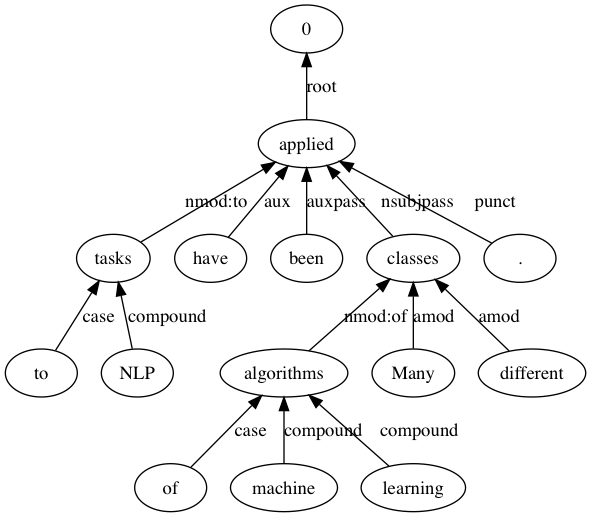 0
root
applied
nmod:to aux auxpass nsubjpass punct
tasks have been classes .
case compound nmod:of amod amod
to NLP algorithms Many different
case compound compound
of machine learning